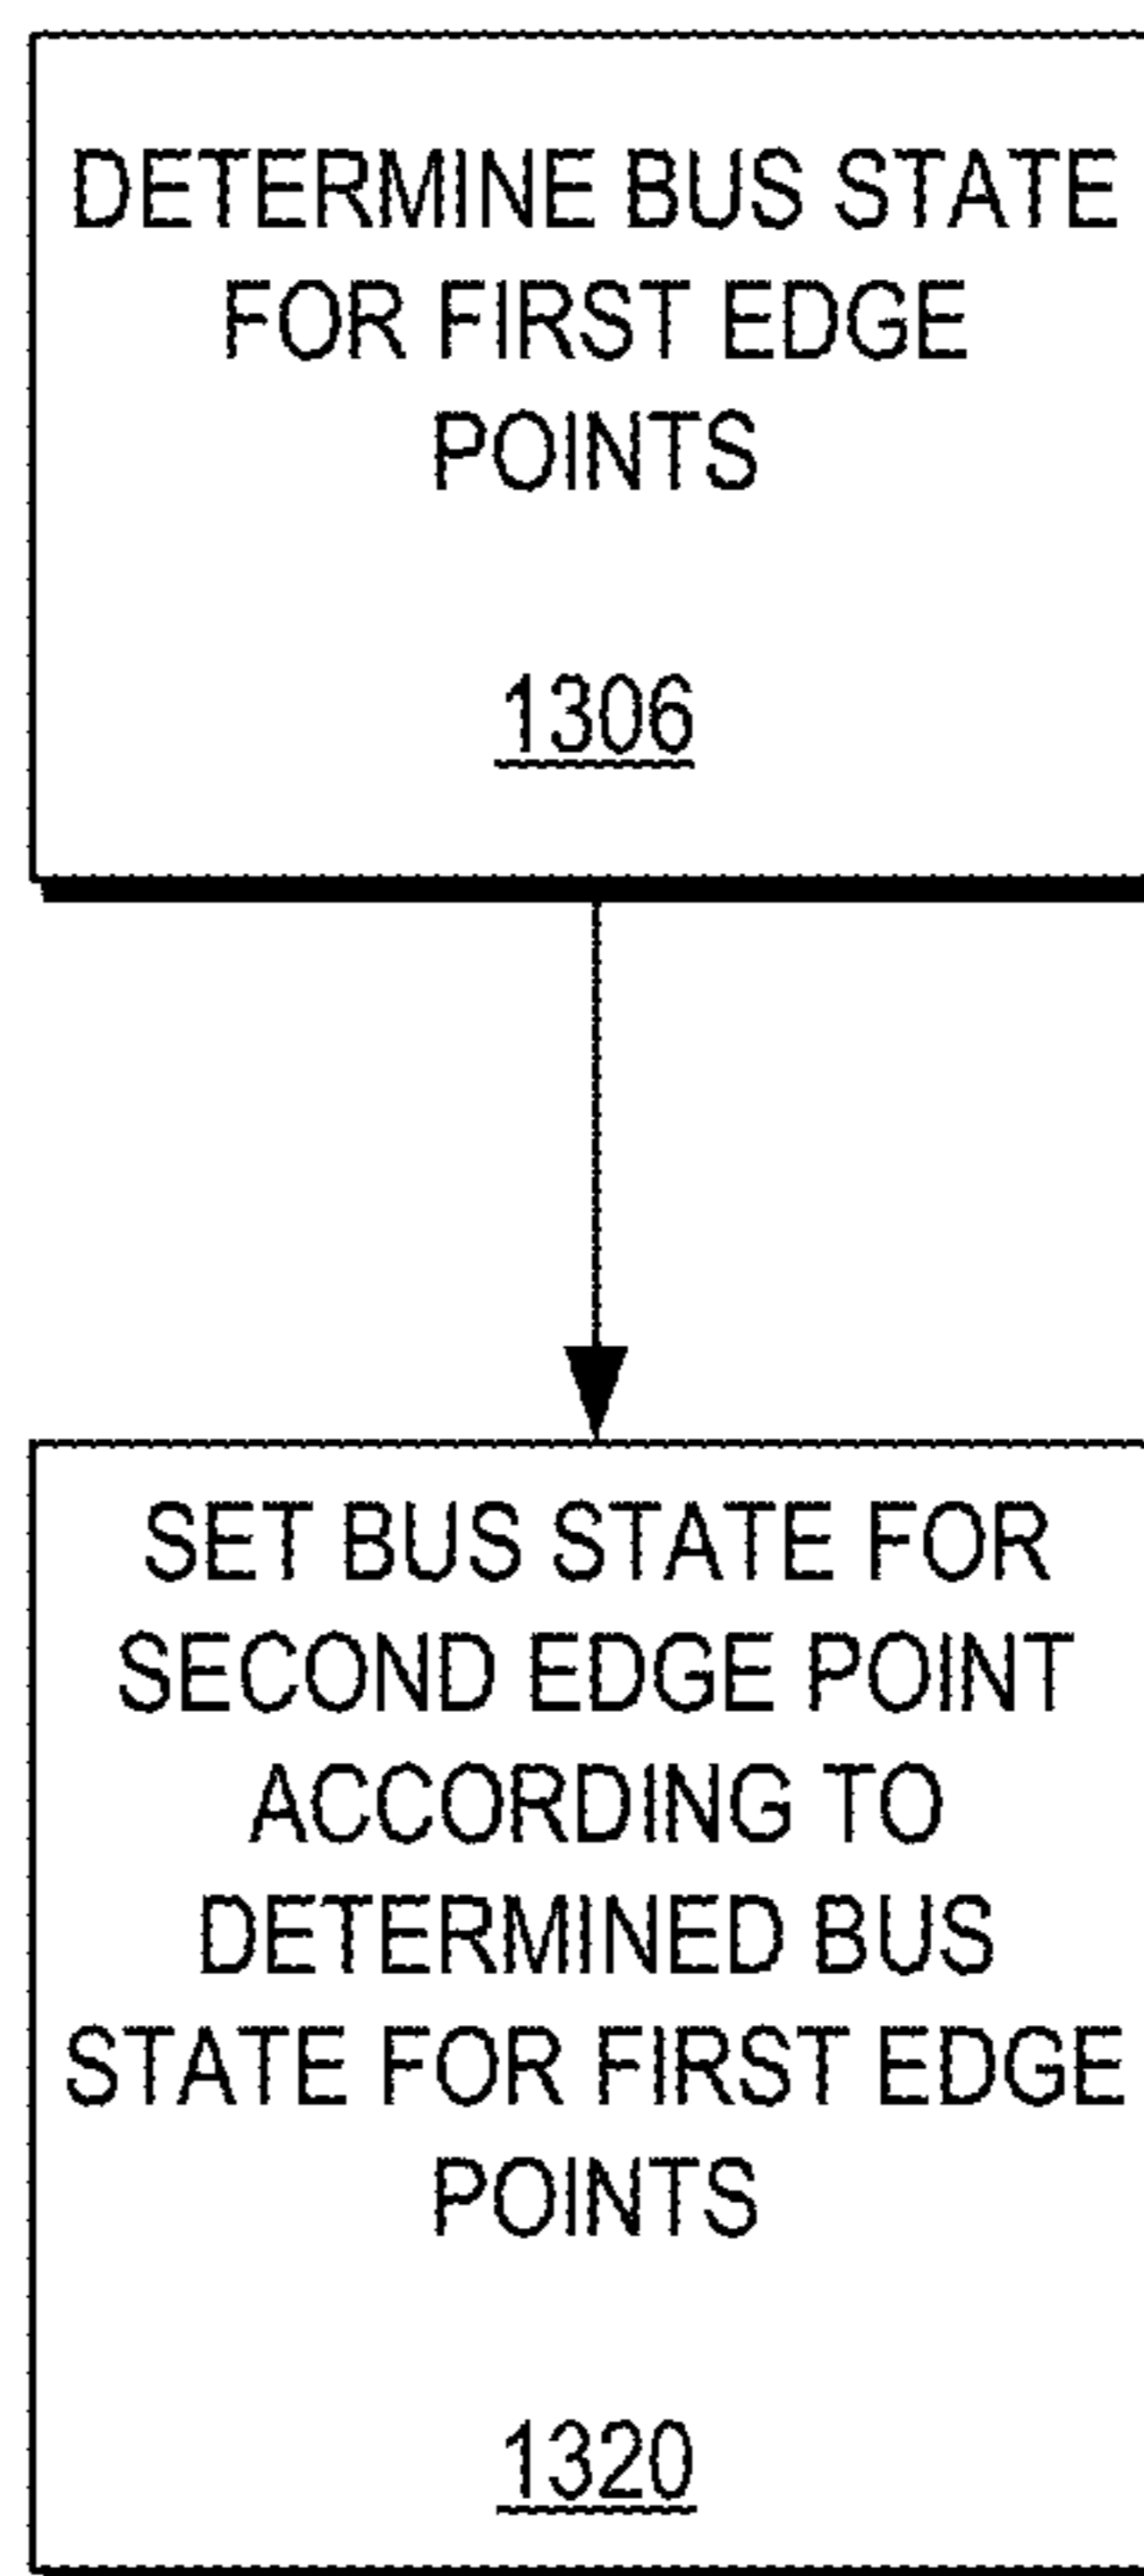 DETERMINE BUS STATE
FOR FIRST EDGE
POINTS
1306
SET BUS STATE FOR
SECOND EDGE POINT
ACCORDING TO
DETERMINED BUS
STATE FOR FIRST EDGE
POINTS
1320